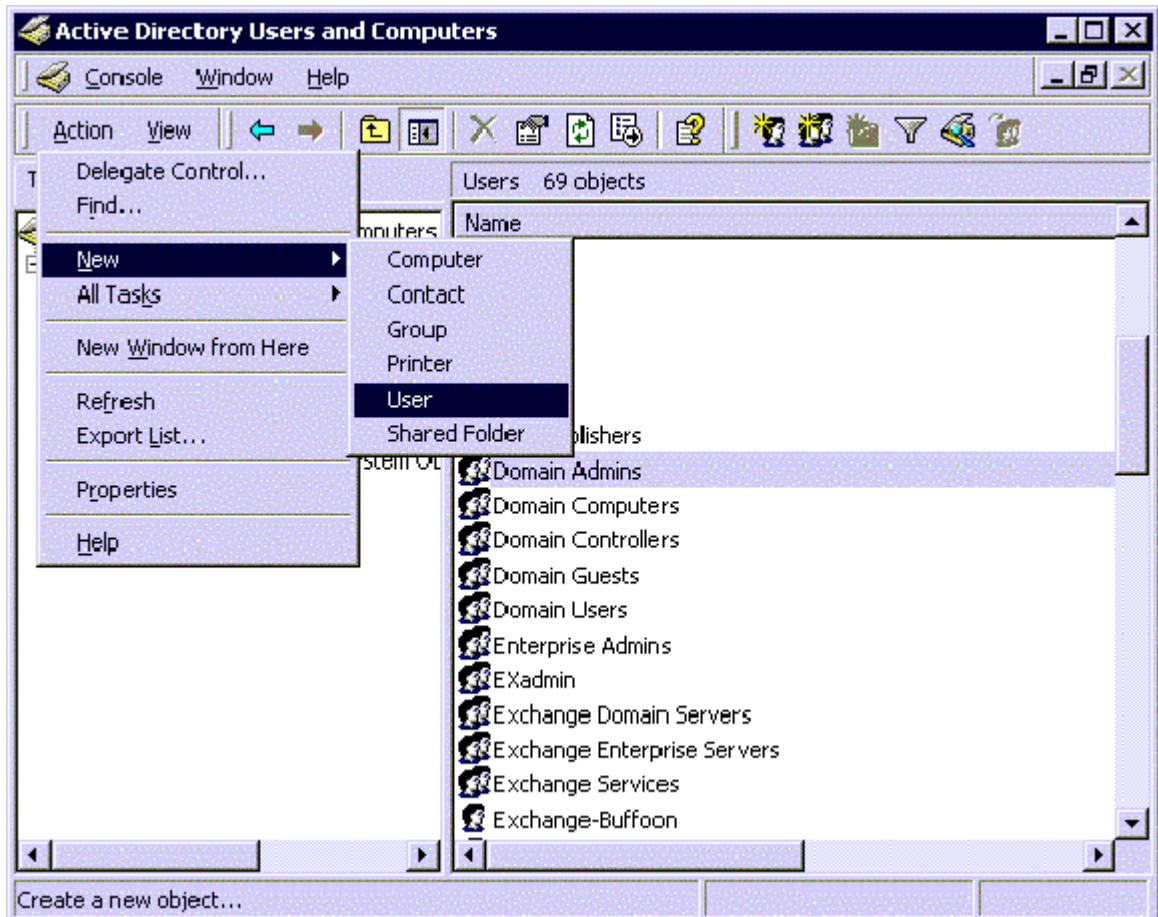 Active Directory Users and Computers
Console Window Help
Action View
T
Users 69 objects
Name
mputers
Delegate Control...
Find...
New
All Tasks
New Window from Here
Refresh
Export List...
Properties
Help
Computer
Contact
Group
Printer
User
Shared Folder
lishers
Domain Admins
Domain Computers
Domain Controllers
Domain Guests
Domain Users
Enterprise Admins
EXadmin
Exchange Domain Servers
Exchange Enterprise Servers
Exchange Services
Exchange-Buffoon
Create a new object...